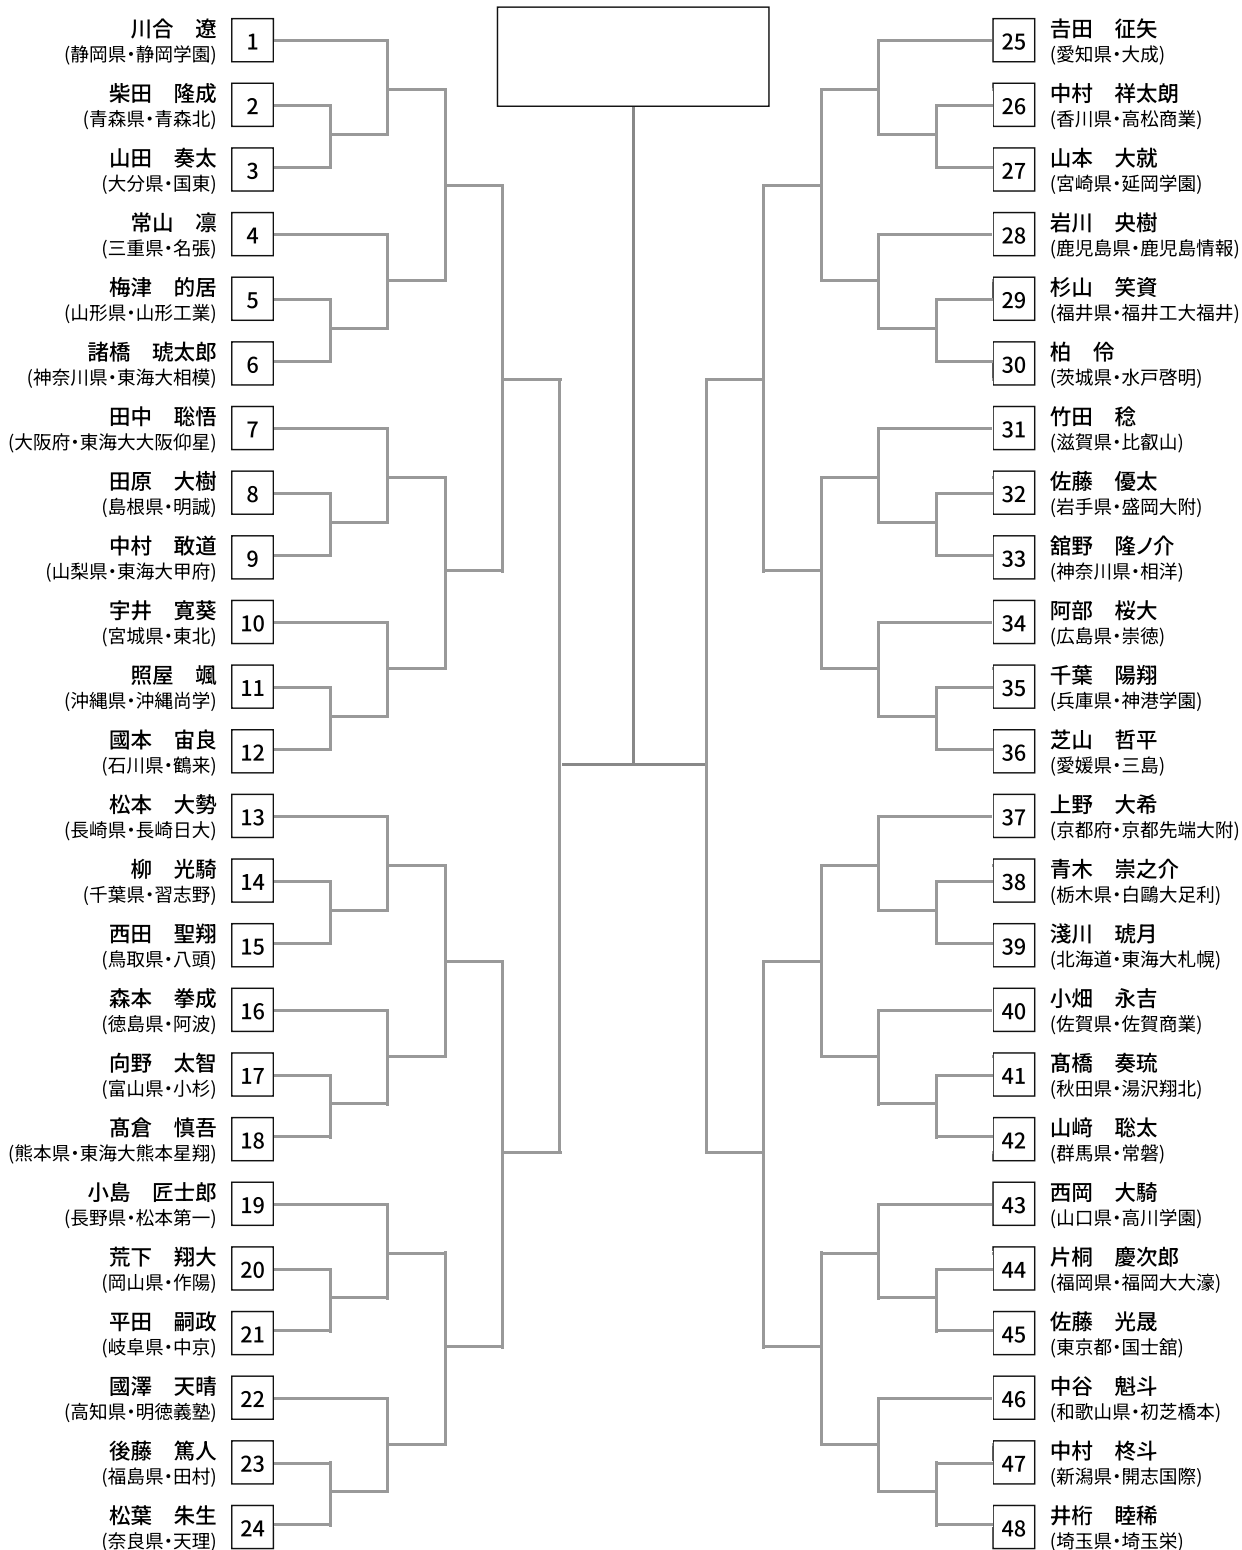 川合　遼
(静岡県・静岡学園)
1
柴田　隆成
(青森県・青森北)
2
山田　奏太
(大分県・国東)
3
常山　凛
(三重県・名張)
4
梅津　的居
(山形県・山形工業)
5
諸橋　琥太郎
(神奈川県・東海大相模)
6
田中　聡悟
(大阪府・東海大大阪仰星)
7
田原　大樹
(島根県・明誠)
8
中村　敢道
(山梨県・東海大甲府)
9
宇井　寛葵
(宮城県・東北)
10
照屋　颯
(沖縄県・沖縄尚学)
11
國本　宙良
(石川県・鶴来)
12
松本　大勢
(長崎県・長崎日大)
13
柳　光騎
(千葉県・習志野)
14
西田　聖翔
(鳥取県・八頭)
15
森本　拳成
(徳島県・阿波)
16
向野　太智
(富山県・小杉)
17
髙倉　慎吾
(熊本県・東海大熊本星翔)
18
小島　匠士郎
(長野県・松本第一)
19
荒下　翔大
(岡山県・作陽)
20
平田　嗣政
(岐阜県・中京)
21
國澤　天晴
(高知県・明徳義塾)
22
後藤　篤人
(福島県・田村)
23
松葉　朱生
(奈良県・天理)
24
25
𠮷田　征矢
(愛知県・大成)
26
中村　祥太朗
(香川県・高松商業)
27
山本　大就
(宮崎県・延岡学園)
28
岩川　央樹
(鹿児島県・鹿児島情報)
29
杉山　笑資
(福井県・福井工大福井)
30
柏　伶
(茨城県・水戸啓明)
31
竹田　稔
(滋賀県・比叡山)
32
佐藤　優太
(岩手県・盛岡大附)
33
舘野　隆ノ介
(神奈川県・相洋)
34
阿部　桜大
(広島県・崇徳)
35
千葉　陽翔
(兵庫県・神港学園)
36
芝山　哲平
(愛媛県・三島)
37
上野　大希
(京都府・京都先端大附)
38
青木　崇之介
(栃木県・白鷗大足利)
39
淺川　琥月
(北海道・東海大札幌)
40
小畑　永吉
(佐賀県・佐賀商業)
41
髙橋　奏琉
(秋田県・湯沢翔北)
42
山﨑　聡太
(群馬県・常磐)
43
西岡　大騎
(山口県・高川学園)
44
片桐　慶次郎
(福岡県・福岡大大濠)
45
佐藤　光晟
(東京都・国士舘)
46
中谷　魁斗
(和歌山県・初芝橋本)
47
中村　柊斗
(新潟県・開志国際)
48
井桁　睦稀
(埼玉県・埼玉栄)